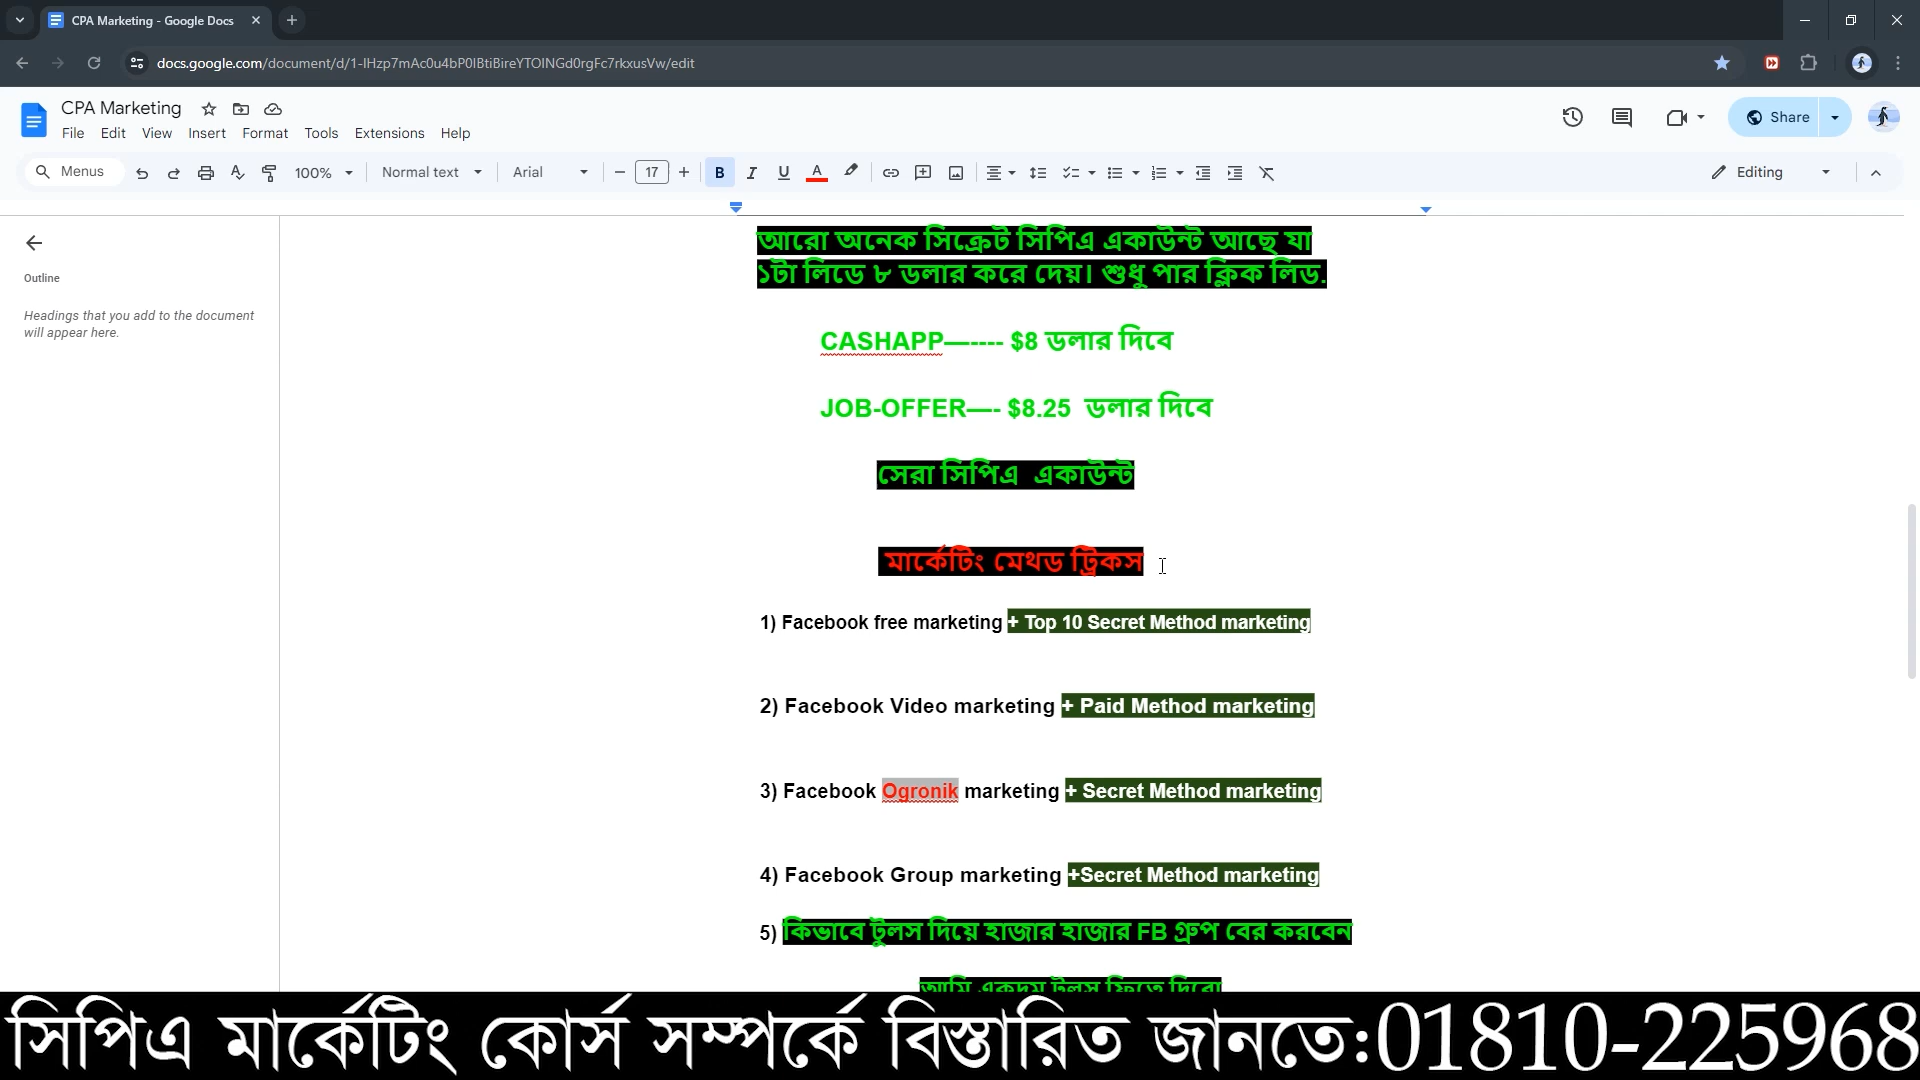 CPA Marketing - Google Docs
docs.google.com/document/d/1-IHzp7mAc0u4bP0IBtiBireYTOINGd0rgFc7rkxusVw/edit
CPA Marketing
File Edit View Insert Format Tools Extensions Help
Share
Menus 100% Normal text Arial 17 B I U A Editing
Outline
Headings that you add to the document
will appear here.
আরো অনেক সিক্রেট সিপিএ একাউন্ট আছে যা
১টা লিডে ৮ ডলার করে দেয়। শুধু পার ক্লিক লিড.
CASHAPP—---- $8 ডলার দিবে
JOB-OFFER—-- $8.25 ডলার দিবে
সেরা সিপিএ একাউন্ট
মার্কেটিং মেথড ট্রিকস
1) Facebook free marketing + Top 10 Secret Method marketing
2) Facebook Video marketing + Paid Method marketing
3) Facebook Ogronik marketing + Secret Method marketing
4) Facebook Group marketing +Secret Method marketing
5) কিভাবে টুলস দিয়ে হাজার হাজার FB গ্রুপ বের করবেন
আমি একদম টুলস ফ্রিতে দিবো
সিপিএ মার্কেটিং কোর্স সম্পর্কে বিস্তারিত জানতে:01810-225968